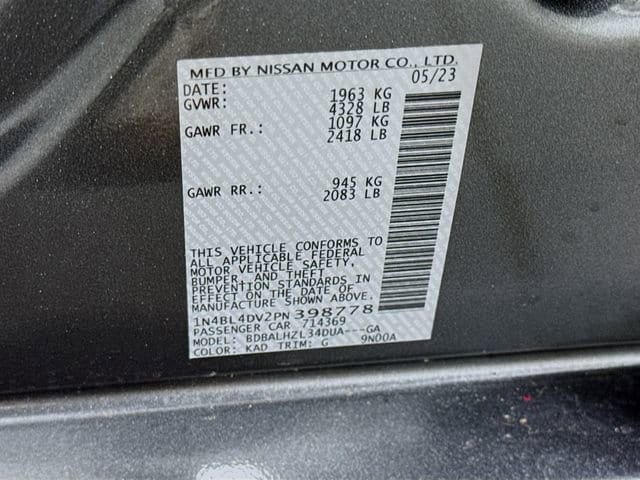 MFD BY NISSAN MOTOR CO., LTD.
DATE: 05/23
GVWR: 1963 KG
4328 LB
GAWR FR.: 1097 KG
2418 LB
GAWR RR.: 945 KG
2083 LB
THIS VEHICLE CONFORMS TO
ALL APPLICABLE FEDERAL
MOTOR VEHICLE SAFETY,
BUMPER, AND THEFT
PREVENTION STANDARDS IN
EFFECT ON THE DATE OF
MANUFACTURE SHOWN ABOVE.
1N4BL4DV2PN398778
PASSENGER CAR 714369
MODEL: BDBALHZL34DUA---GA
COLOR: KAD TRIM: G 9N00A